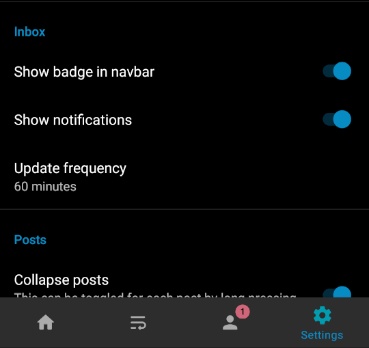 Inbox
Show badge in navbar
Show notifications
Update frequency
60 minutes
Posts
Collapse posts
This can be toggled for each post by long pressing
1
Settings